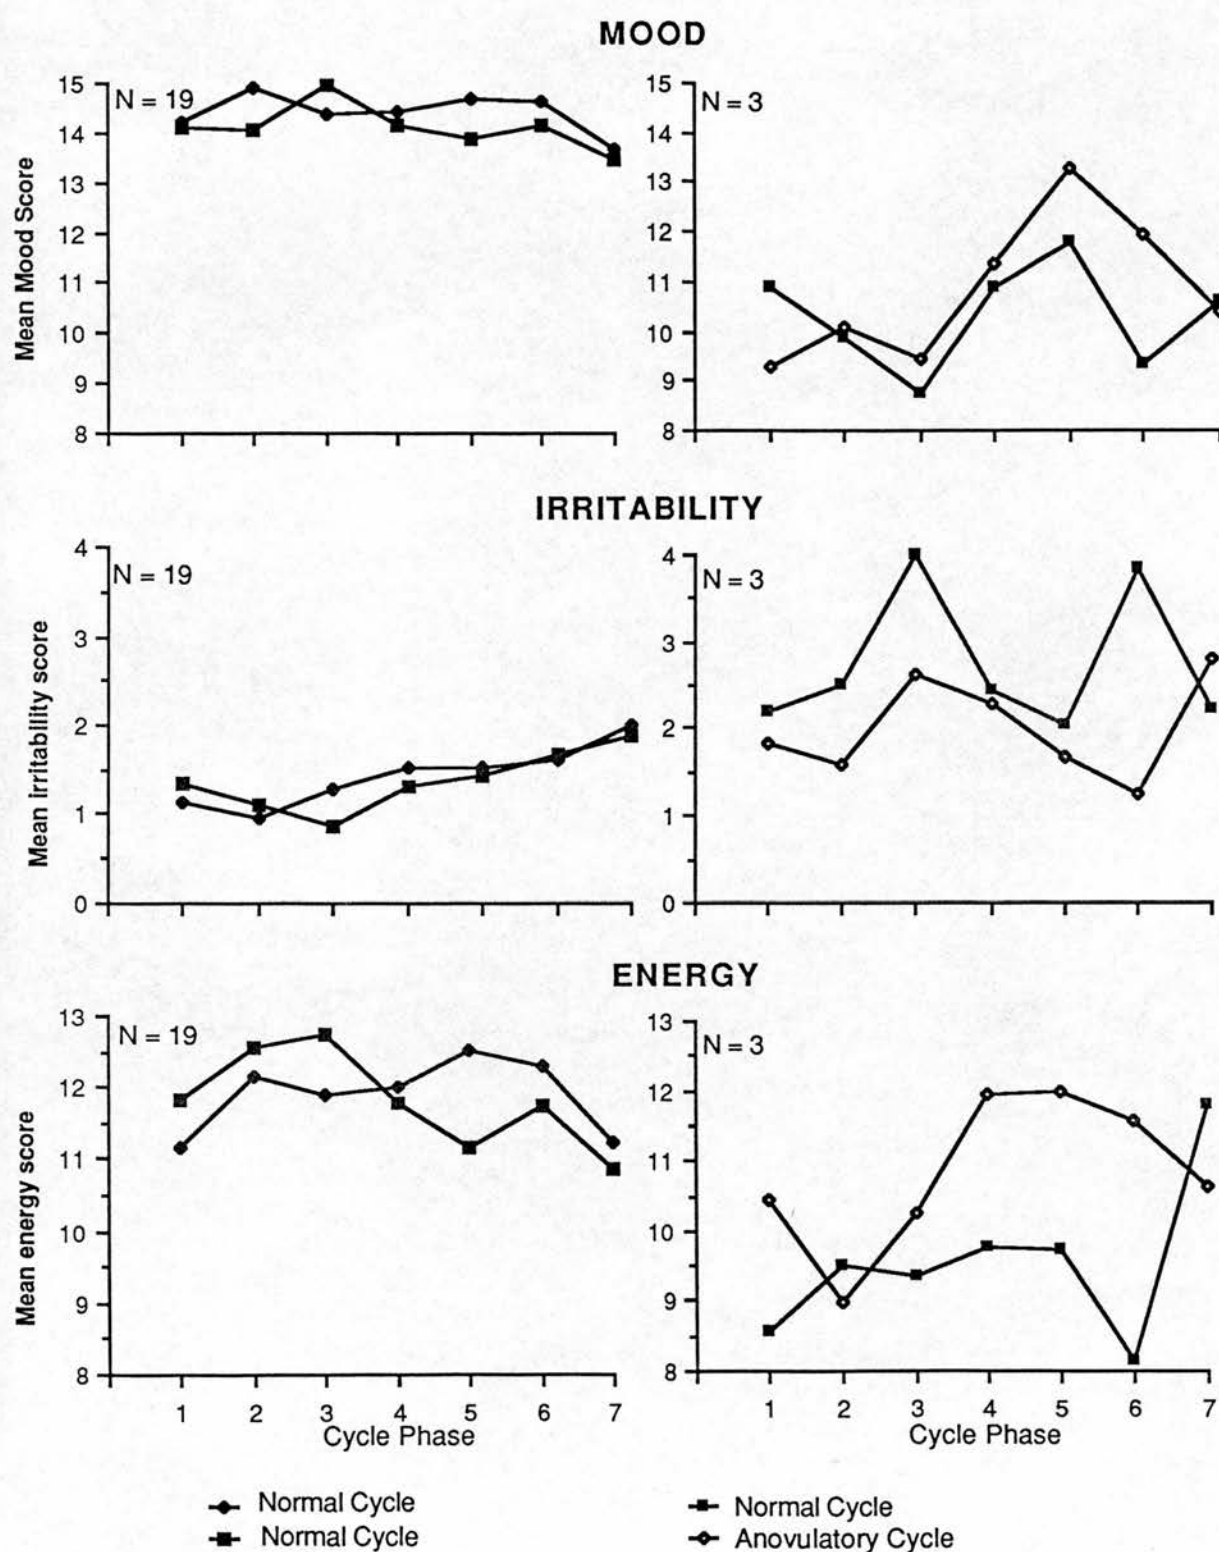 MOOD
Mean Mood Score
15
14
13
12
11
10
9
8
N = 19
15
14
13
12
11
10
9
8
N = 3
IRRITABILITY
Mean irritability score
4
3
2
1
0
N = 19
4
3
2
1
0
N = 3
ENERGY
Mean energy score
13
12
11
10
9
8
N = 19
1 2 3 4 5 6 7
Cycle Phase
13
12
11
10
9
8
N = 3
1 2 3 4 5 6 7
Cycle Phase
Normal Cycle
Normal Cycle
Normal Cycle
Anovulatory Cycle